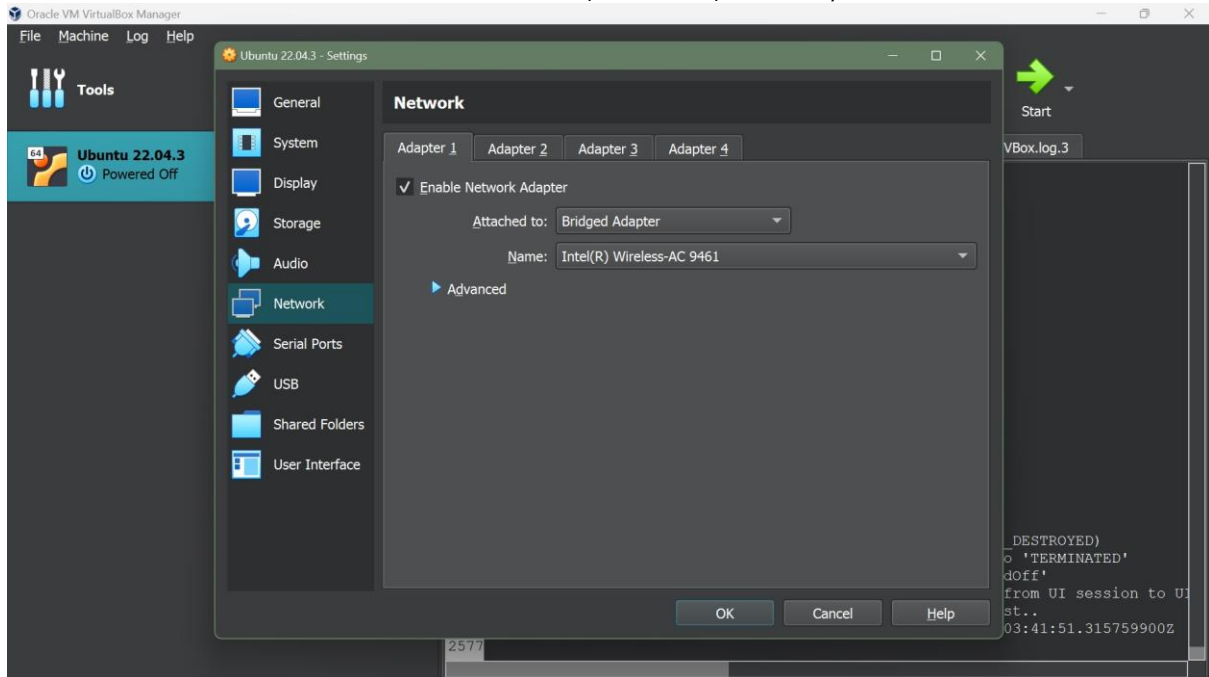 Oracle VM VirtualBox Manager
File Machine Log Help
Tools
64
Ubuntu 22.04.3
Powered Off
Ubuntu 22.04.3 - Settings
General
System
Display
Storage
Audio
Network
Serial Ports
USB
Shared Folders
User Interface
Network
Adapter 1 Adapter 2 Adapter 3 Adapter 4
Enable Network Adapter
Attached to: Bridged Adapter
Name: Intel(R) Wireless-AC 9461
Advanced
OK Cancel Help
Start
VBox.log.3
_DESTROYED)
o 'TERMINATED'
dOff'
from UI session to UI
st..
03:41:51.315759900Z
2577